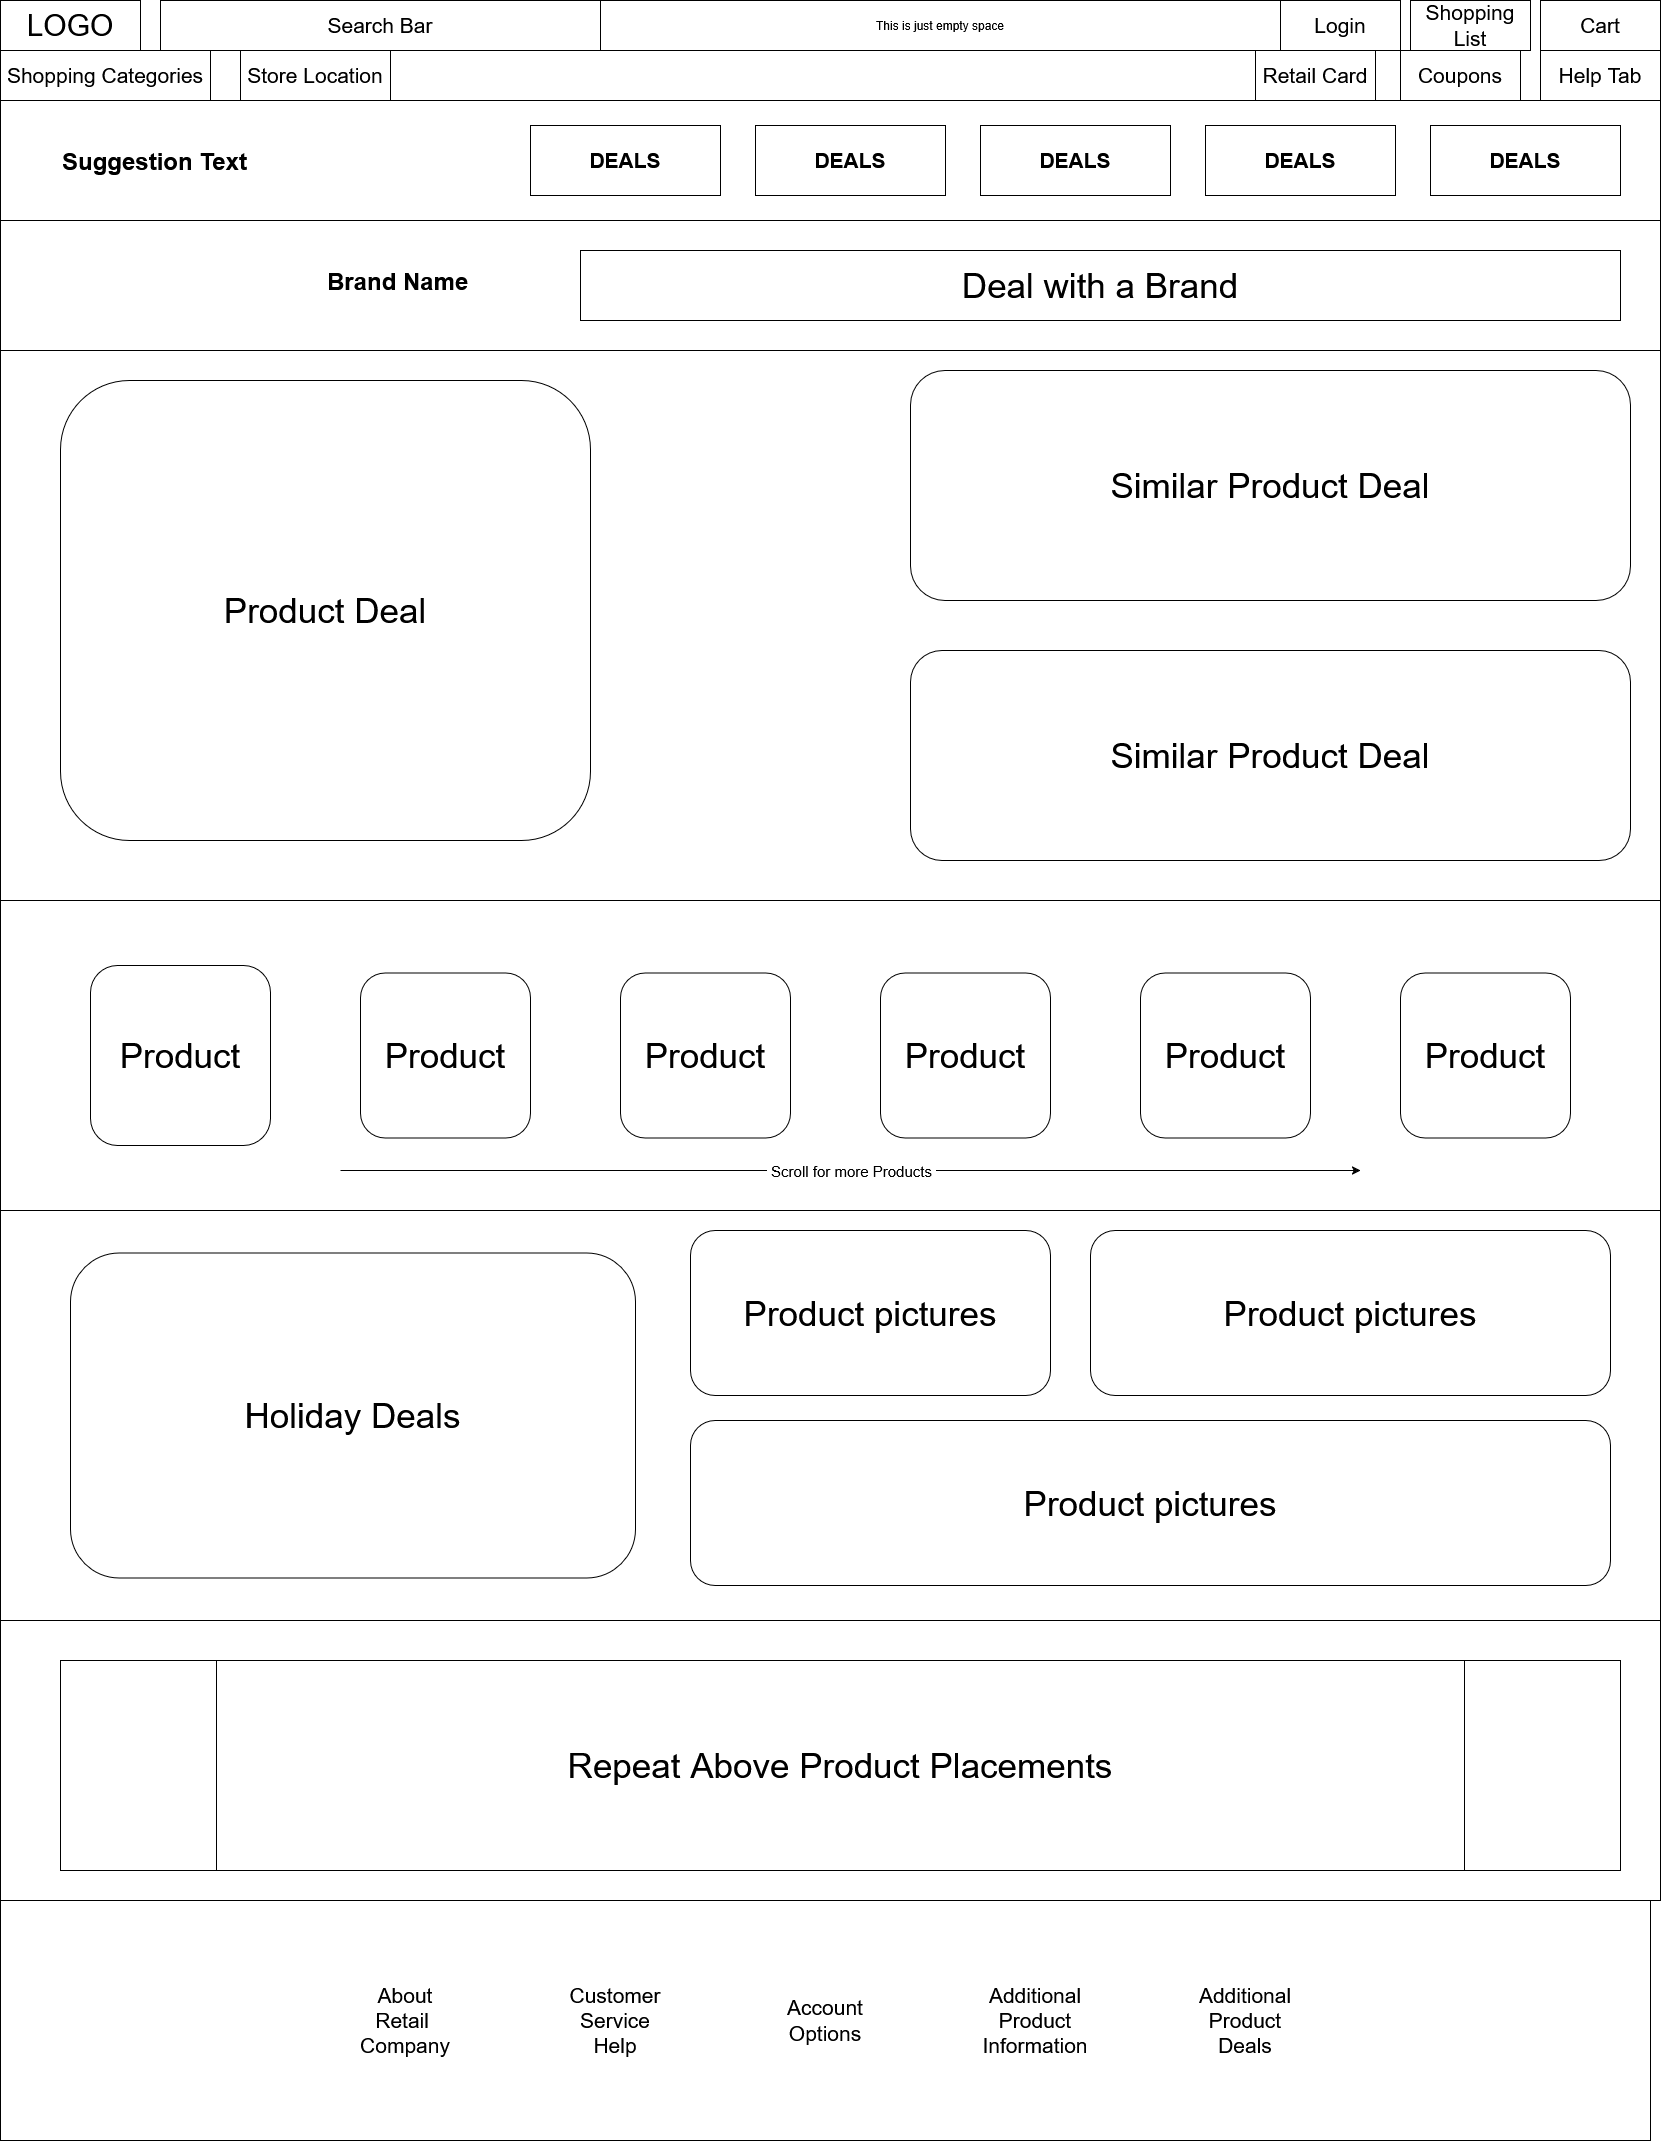 LOGO
Search Bar
This is just empty space
Login
Shopping
List
Cart
Shopping Categories
Store Location
Retail Card
Coupons
Help Tab
Suggestion Text
DEALS
DEALS
DEALS
DEALS
DEALS
Brand Name
Deal with a Brand
Product Deal
Similar Product Deal
Similar Product Deal
Product
Product
Product
Product
Product
Product
Scroll for more Products
Holiday Deals
Product pictures
Product pictures
Product pictures
Repeat Above Product Placements
About
Retail
Company
Customer
Service
Help
Account
Options
Additional
Product
Information
Additional
Product
Deals